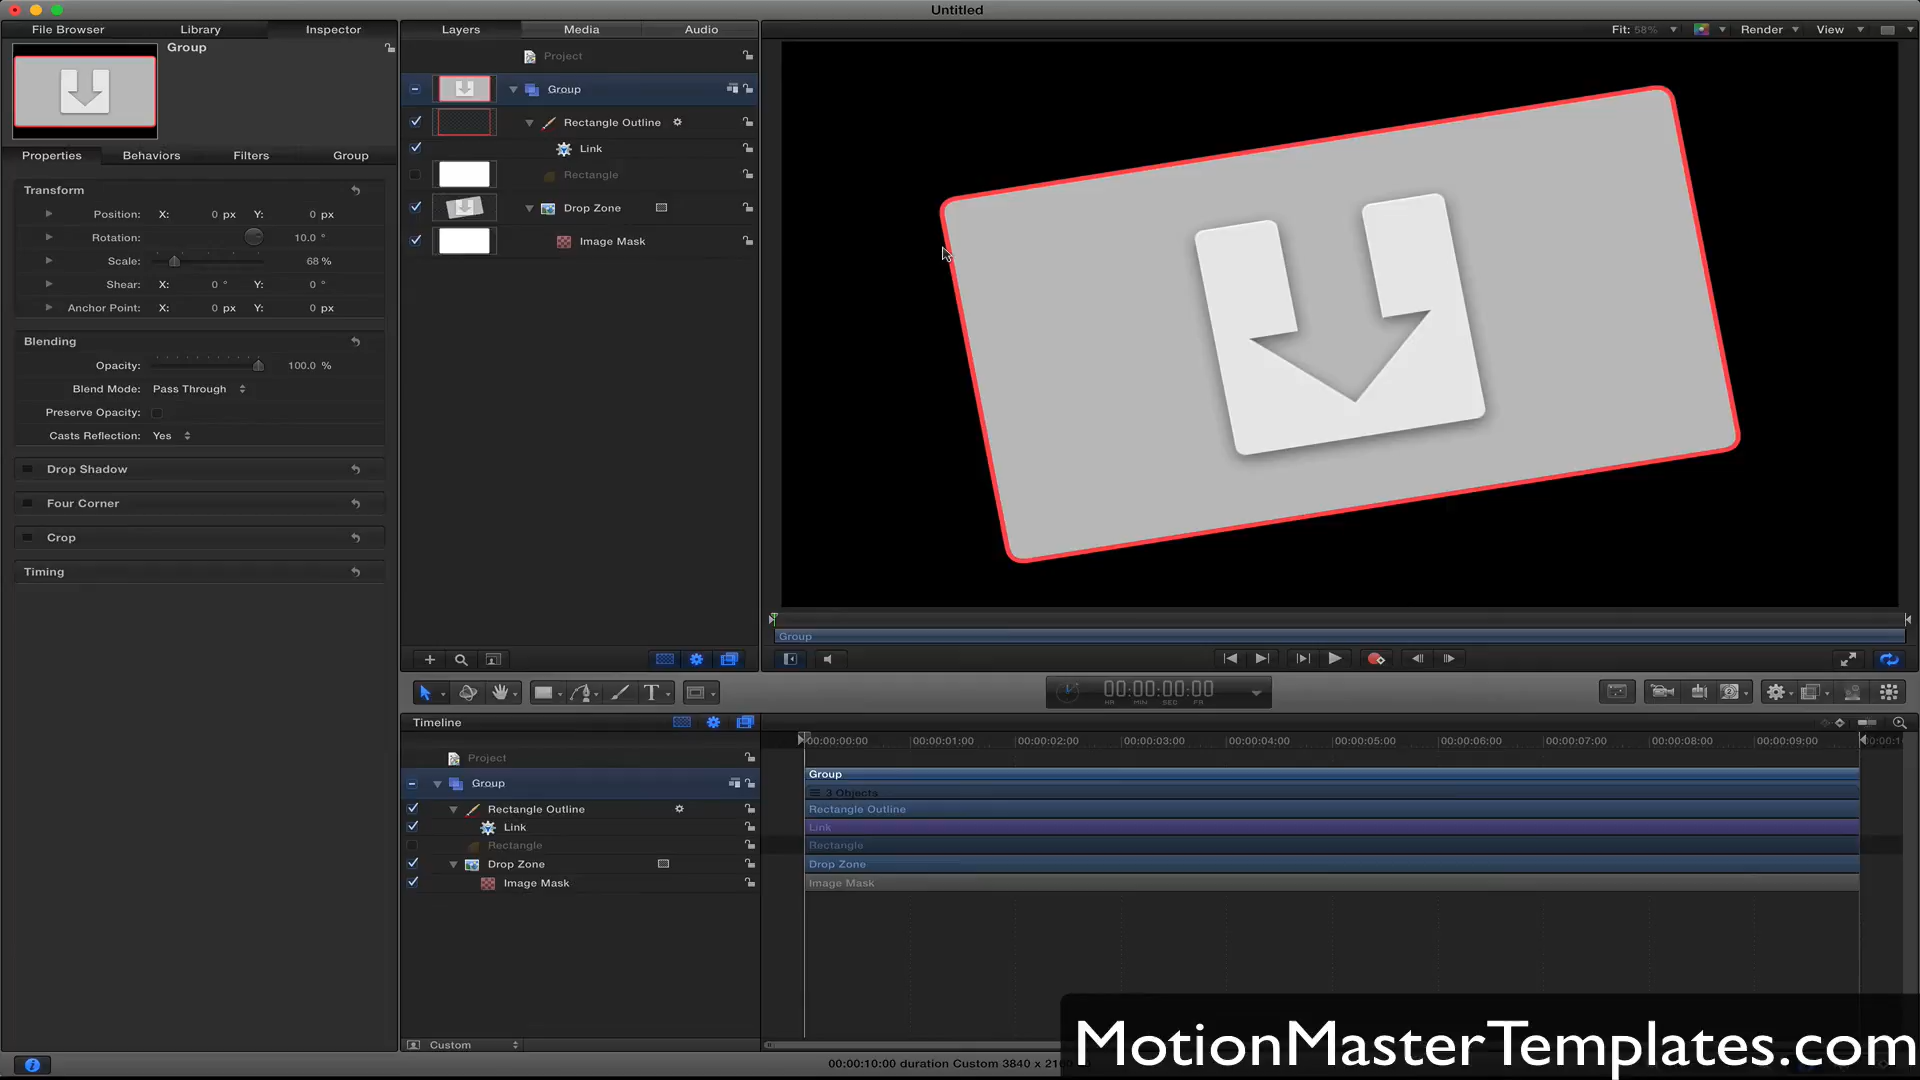 Untitled
File Browser
Library
Inspector
Layers
Media
Audio
Fit: 58%
Render
View
Group
Project
Group
Rectangle Outline
Link
Rectangle
Drop Zone
Image Mask
Properties
Behaviors
Filters
Group
Transform
Position: X: 0 px Y: 0 px
Rotation: 10.0 °
Scale: 68 %
Shear: X: 0 ° Y: 0 °
Anchor Point: X: 0 px Y: 0 px
Blending
Opacity: 100.0 %
Blend Mode: Pass Through
Preserve Opacity:
Casts Reflection: Yes
Drop Shadow
Four Corner
Crop
Timing
Group
T
00:00:00:00
HR MIN SEC FR
Timeline
00:00:00:00 00:00:01:00 00:00:02:00 00:00:03:00 00:00:04:00 00:00:05:00 00:00:06:00 00:00:07:00 00:00:08:00 00:00:09:00
Project
Group
Rectangle Outline
Link
Rectangle
Drop Zone
Image Mask
Group
3 Objects
Rectangle Outline
Link
Rectangle
Drop Zone
Image Mask
Custom
00:00:10:00 duration Custom 3840 x
MotionMasterTemplates.com